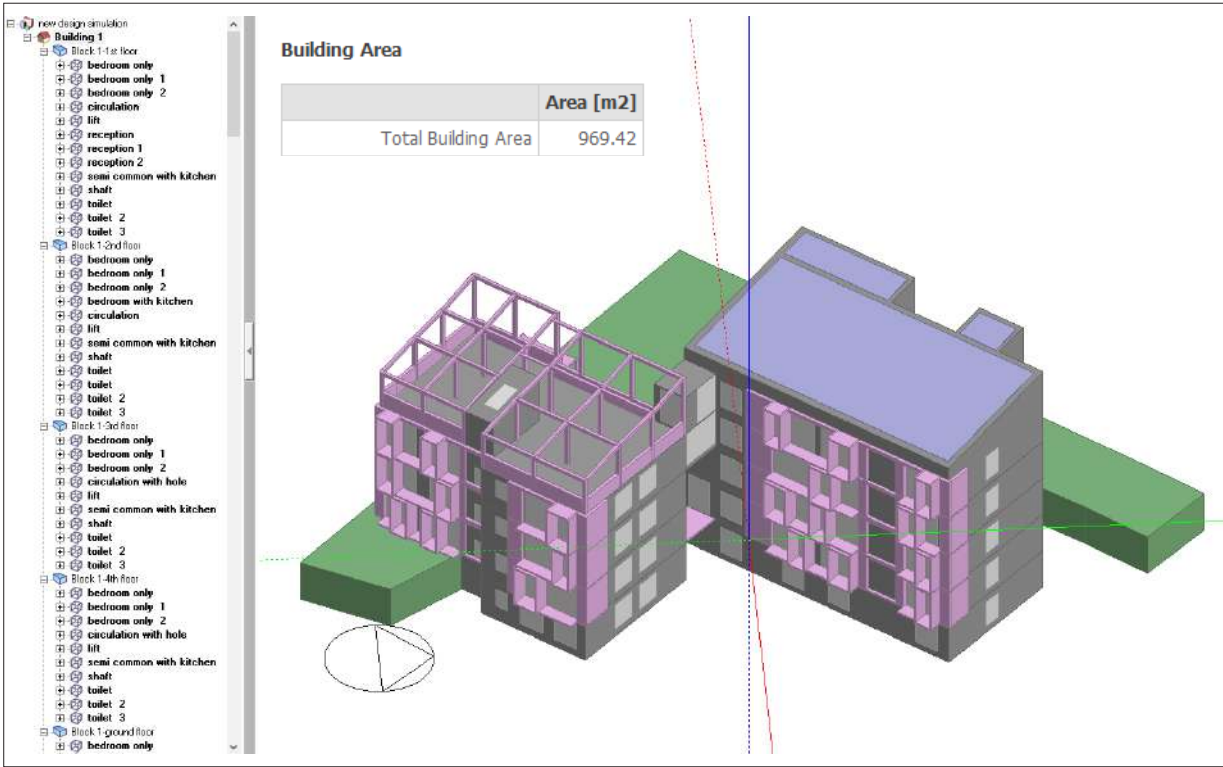 new design simulation
Building 1
Block 1-1st floor
bedroom only
bedroom only 1
bedroom only 2
circulation
lift
reception
reception 1
reception 2
semi common with kitchen
shaft
toilet
toilet 2
toilet 3
Block 1-2nd floor
bedroom only
bedroom only 1
bedroom only 2
bedroom with kitchen
circulation
lift
semi common with kitchen
shaft
toilet
toilet
toilet 2
toilet 3
Block 1-3rd floor
bedroom only
bedroom only 1
bedroom only 2
circulation with hole
lift
semi common with kitchen
shaft
toilet
toilet 2
toilet 3
Block 1-4th floor
bedroom only
bedroom only 1
bedroom only 2
circulation with hole
lift
semi common with kitchen
shaft
toilet
toilet 2
toilet 3
Block 1-ground floor
bedroom only
Building Area
Area [m2]
Total Building Area 969.42